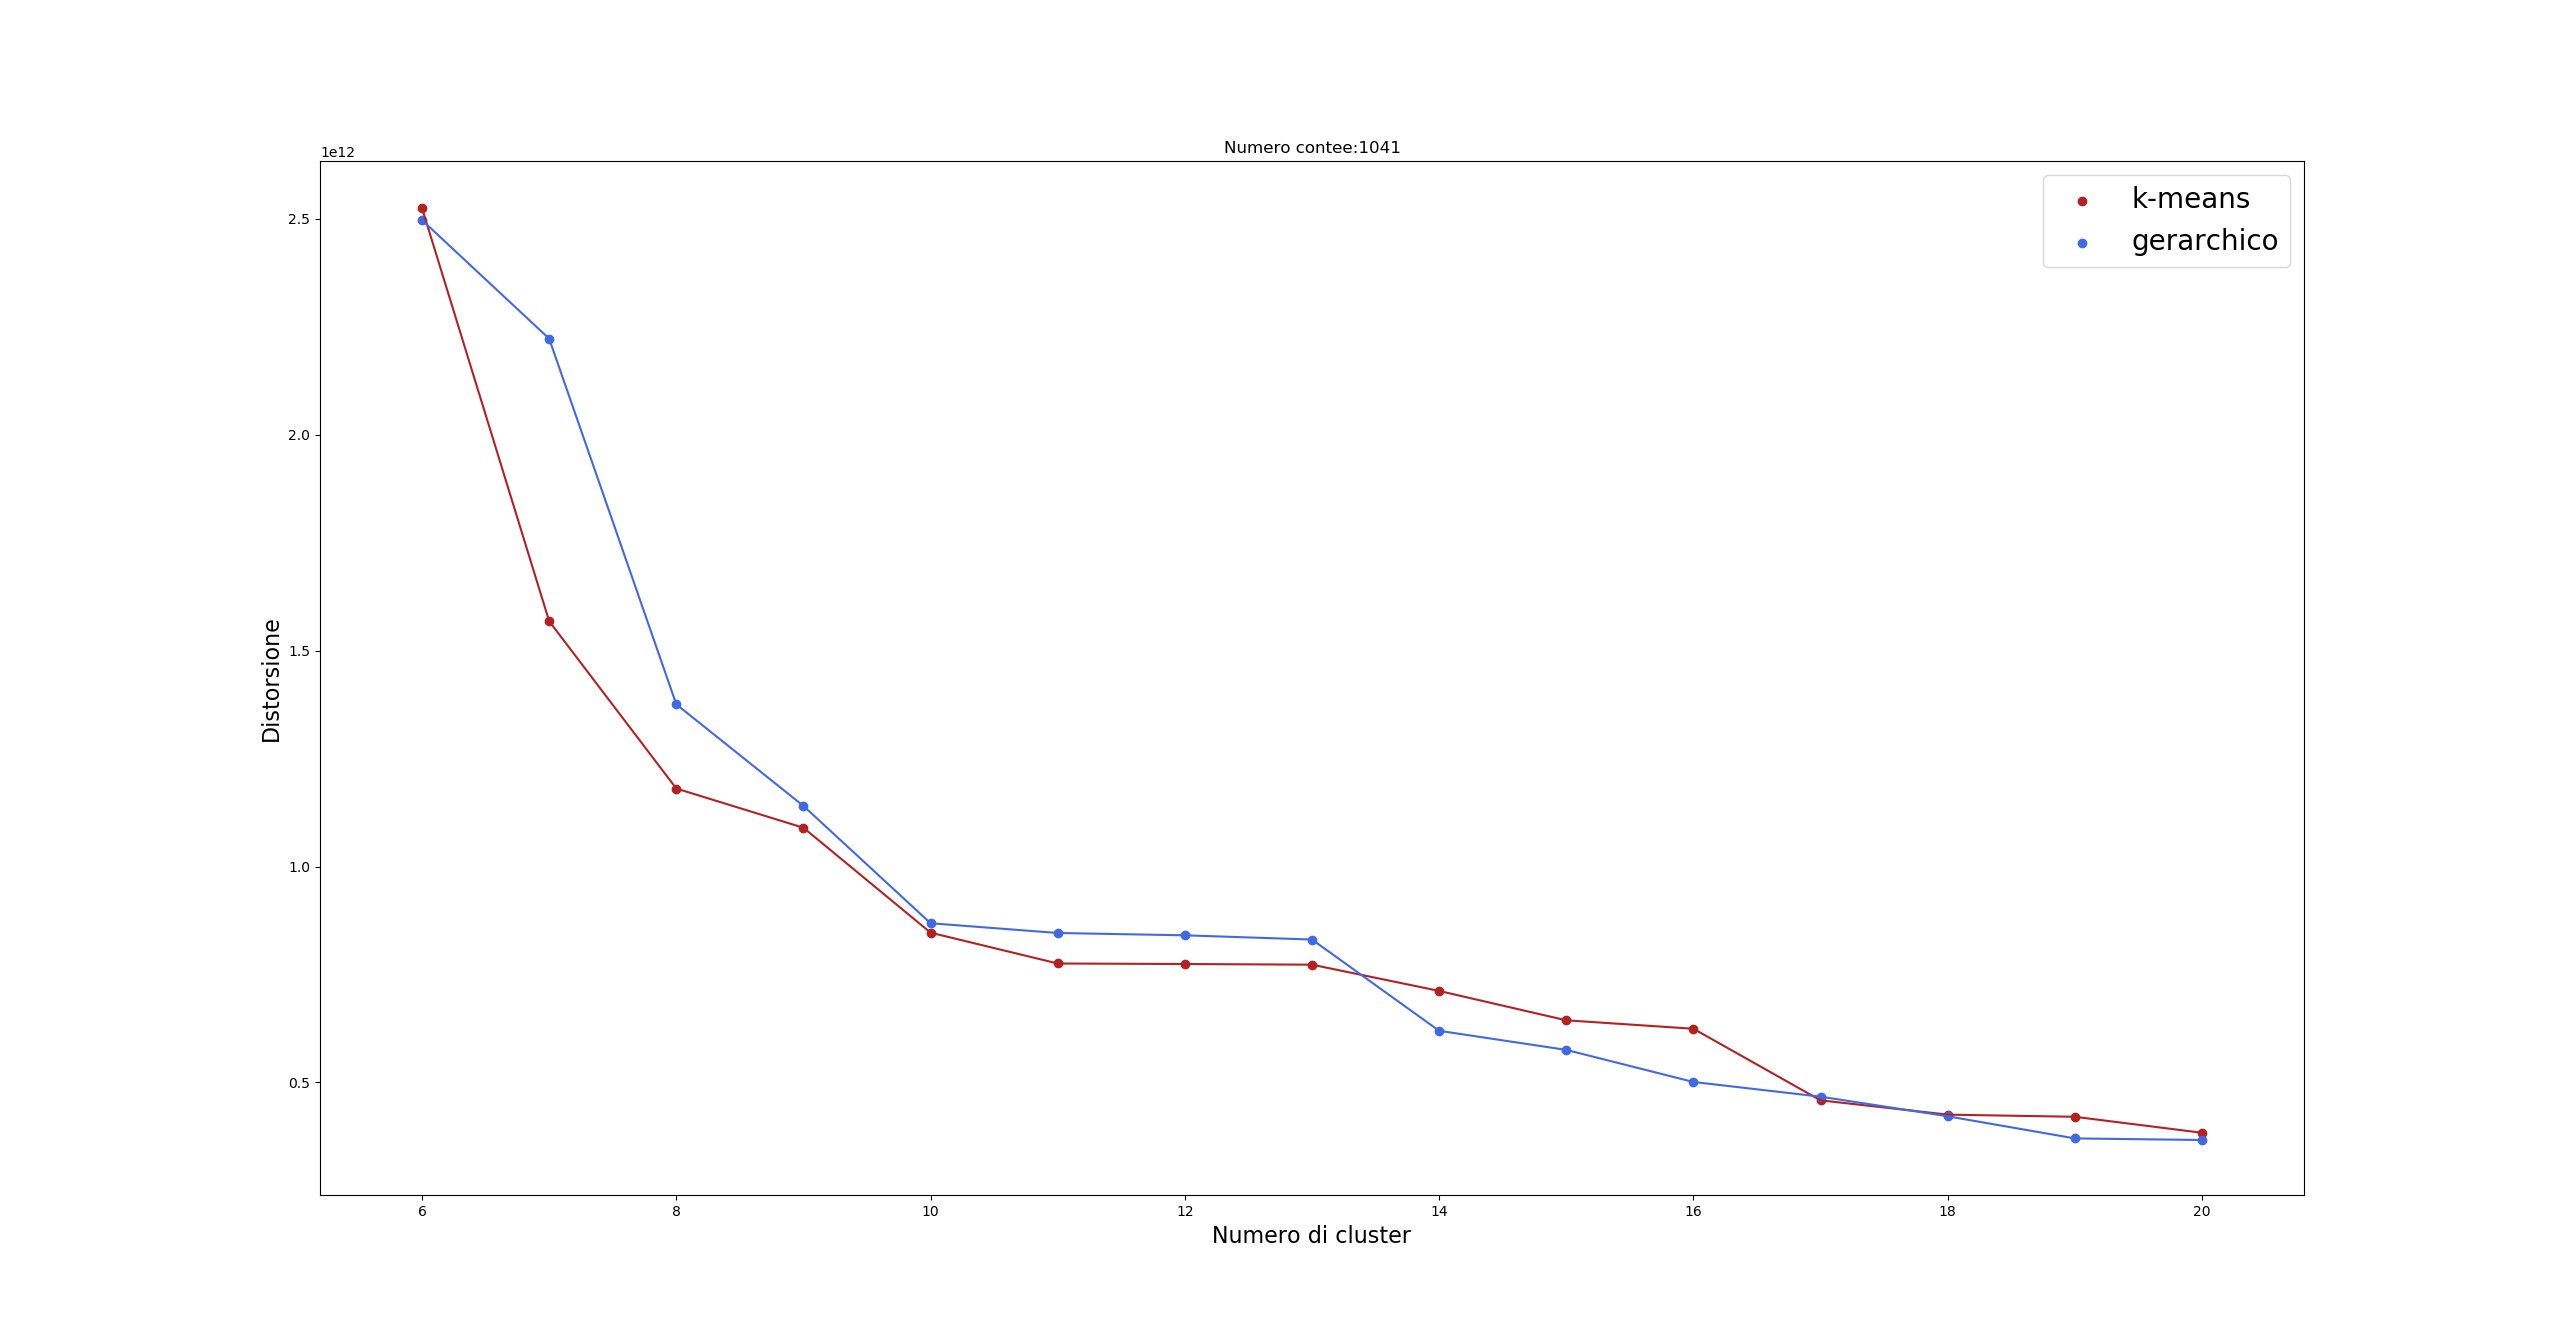 Numero contee:1041
1e12
k-means
gerarchico
2.5
2.0
1.5
1.0
0.5
Distorsione
6 8 10 12 14 16 18 20
Numero di cluster